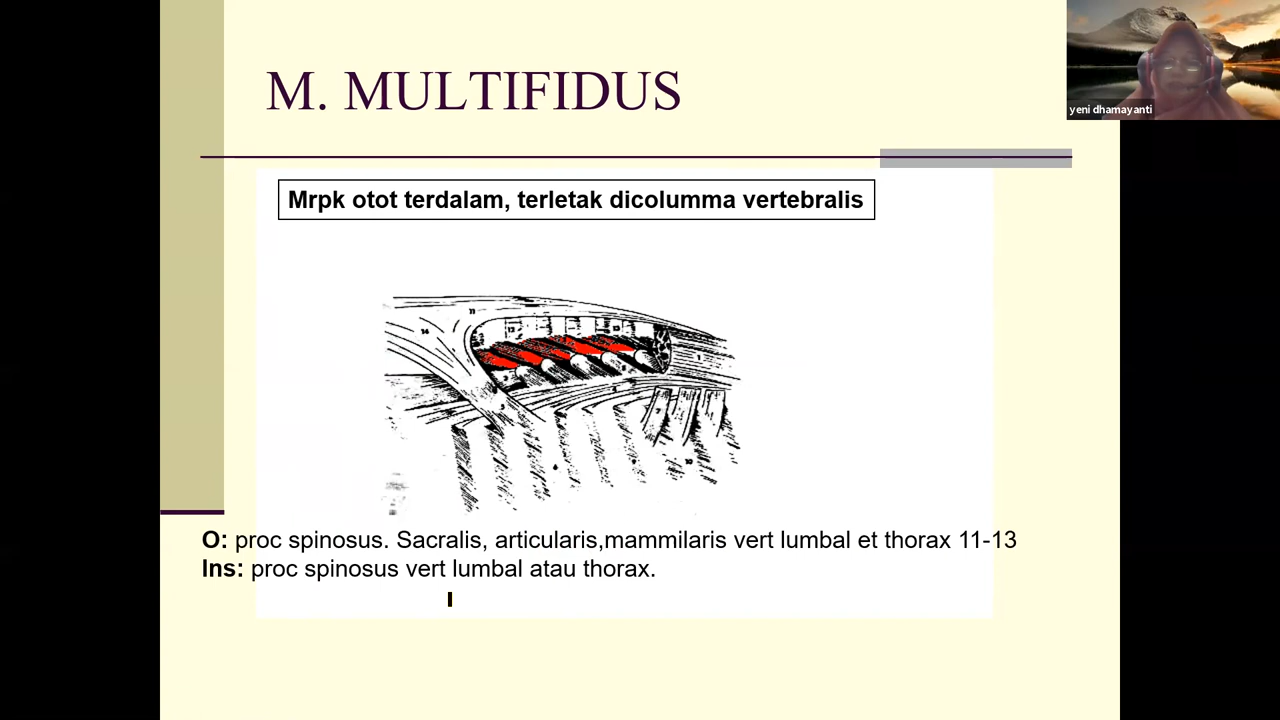 M. MULTIFIDUS
yeni dhamayanti
Mrpk otot terdalam, terletak dicolumma vertebralis
O: proc spinosus. Sacralis, articularis,mammilaris vert lumbal et thorax 11-13
Ins: proc spinosus vert lumbal atau thorax.